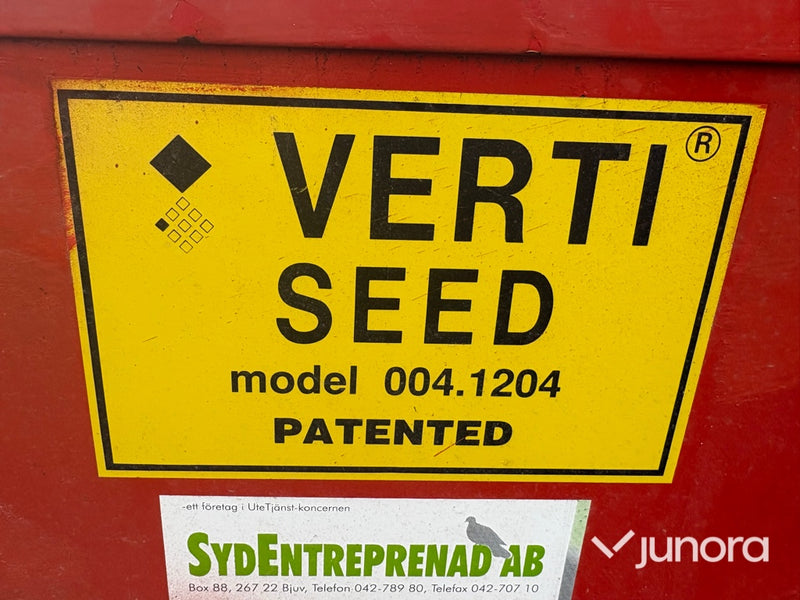 VERTI®
SEED
model 004.1204
PATENTED
-ett företag i UteTjänst-koncernen
SYDENTREPRENAD AB
Box 88, 267 22 Bjuv, Telefon 042-789 80, Telefax 042-707 10
junora